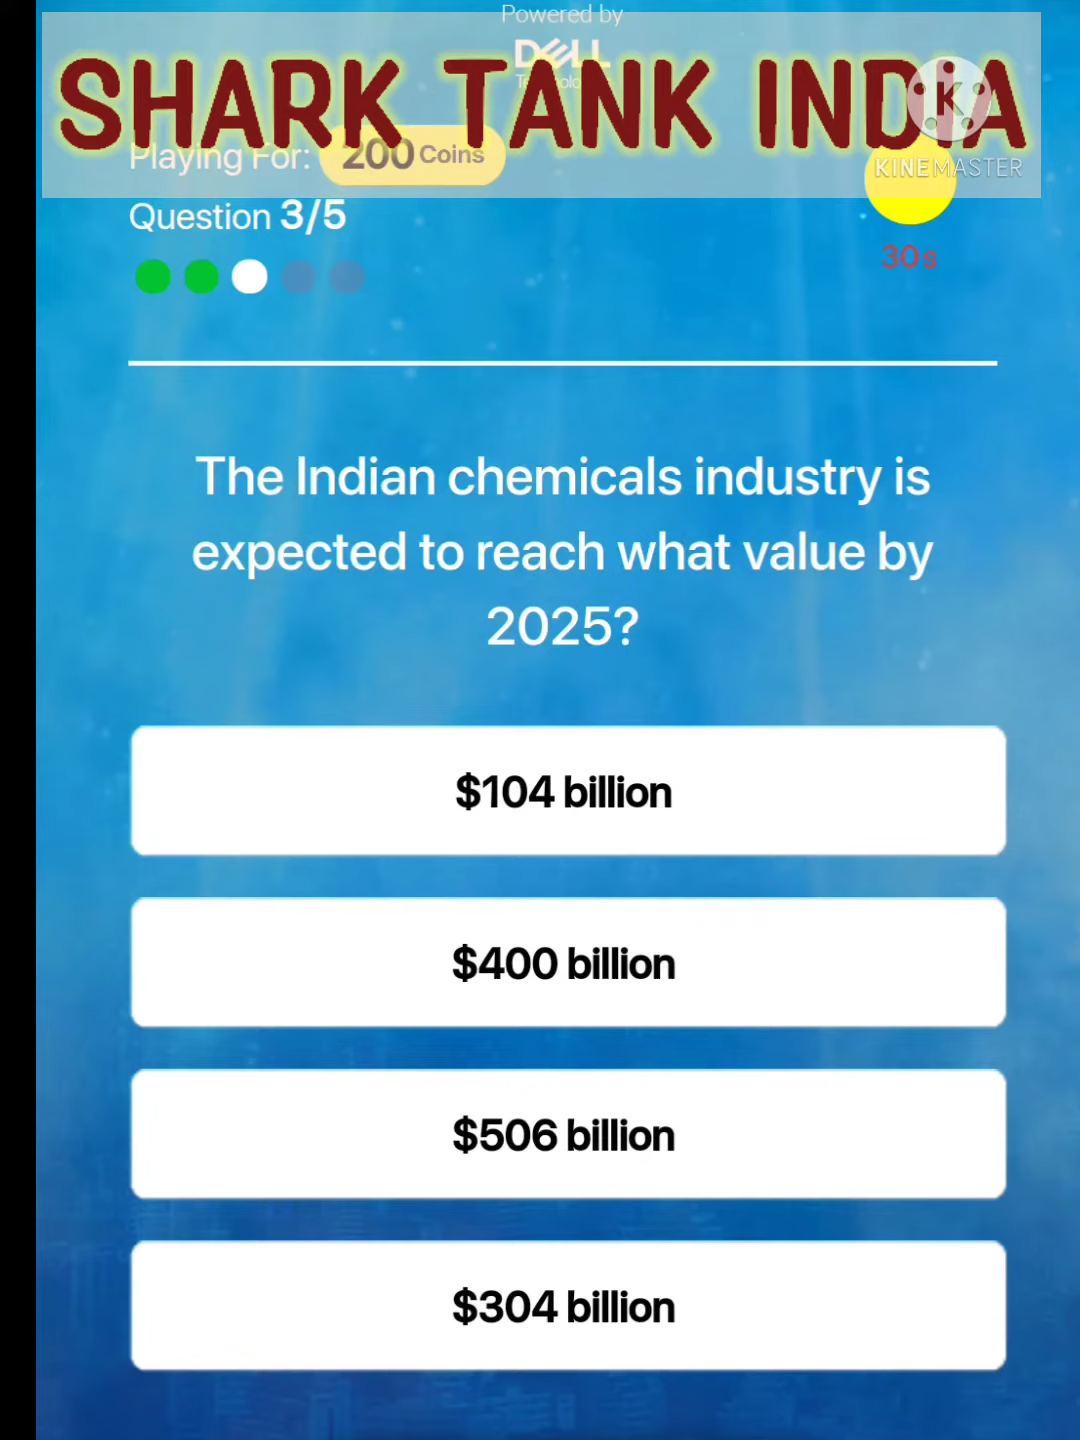 Powered by
DELL
SHARK TANK INDIA
K
KINEMASTER
Playing For: 200 Coins
Question 3/5
30s
The Indian chemicals industry is
expected to reach what value by
2025?
$104 billion
$400 billion
$506 billion
$304 billion